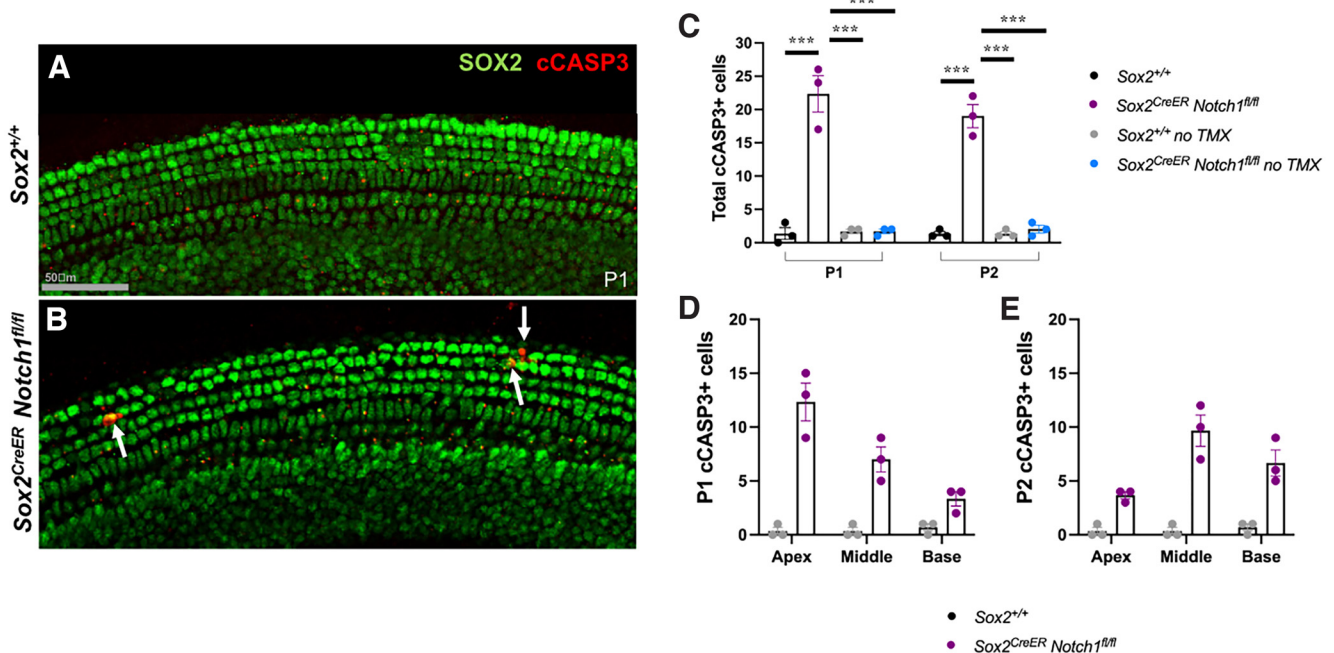 A
SOX2 cCASP3
Sox2+/+
50□m
P1
B
Sox2CreER Notch1fl/fl
C
Total cCASP3+ cells
30
25
20
15
10
5
0
***
***
***
***
***
***
P1
P2
Sox2+/+
Sox2CreER Notch1fl/fl
Sox2+/+ no TMX
Sox2CreER Notch1fl/fl no TMX
D
P1 cCASP3+ cells
20
15
10
5
0
Apex Middle Base
E
P2 cCASP3+ cells
20
15
10
5
0
Apex Middle Base
Sox2+/+
Sox2CreER Notch1fl/fl